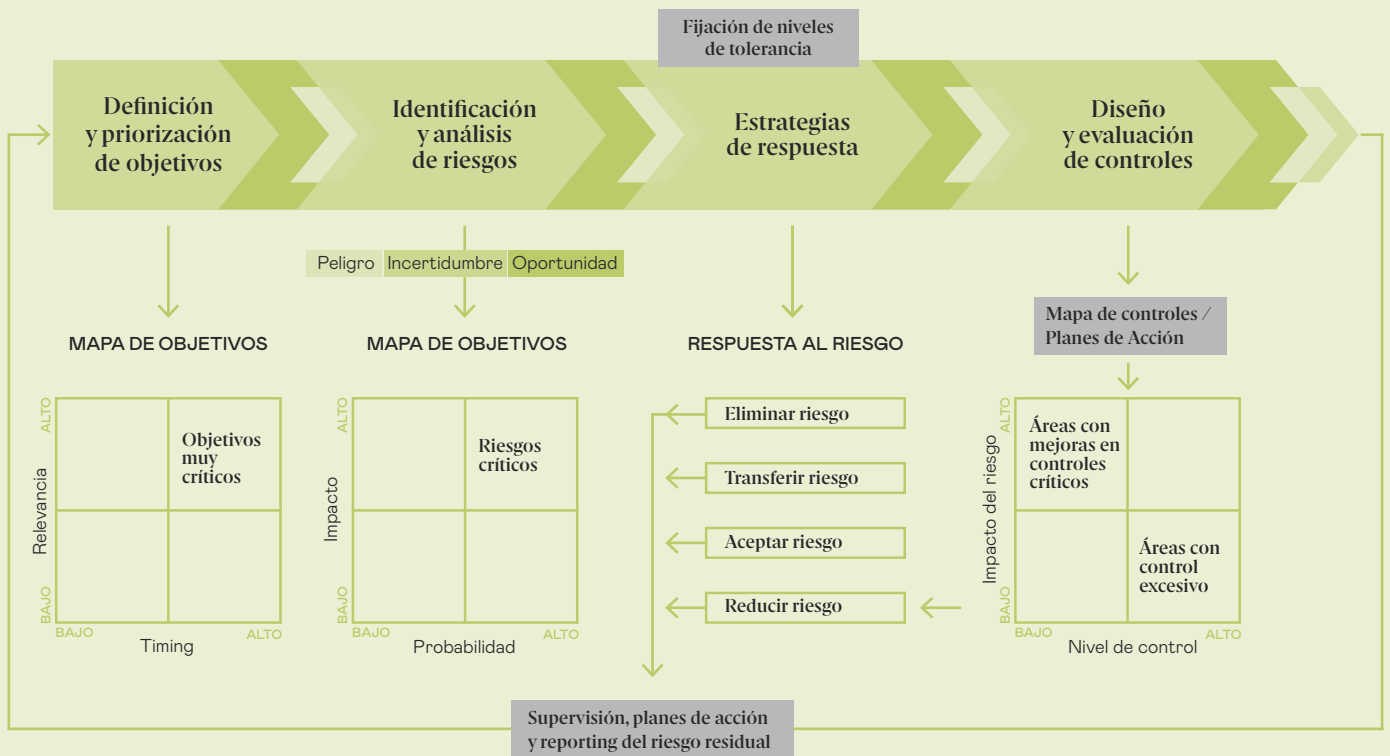 Fijación de niveles
de tolerancia
Definición
y priorización
de objetivos
Identificación
y análisis
de riesgos
Estrategias
de respuesta
Diseño
y evaluación
de controles
Peligro
Incertidumbre
Oportunidad
Mapa de controles /
Planes de Acción
MAPA DE OBJETIVOS
MAPA DE OBJETIVOS
RESPUESTA AL RIESGO
Relevancia
ALTO
BAJO
Objetivos
muy
críticos
BAJO
ALTO
Timing
Impacto
ALTO
BAJO
Riesgos
críticos
BAJO
ALTO
Probabilidad
Eliminar riesgo
Transferir riesgo
Aceptar riesgo
Reducir riesgo
Impacto del riesgo
ALTO
BAJO
Áreas con
mejoras en
controles
críticos
Áreas con
control
excesivo
BAJO
ALTO
Nivel de control
Supervisión, planes de acción
y reporting del riesgo residual